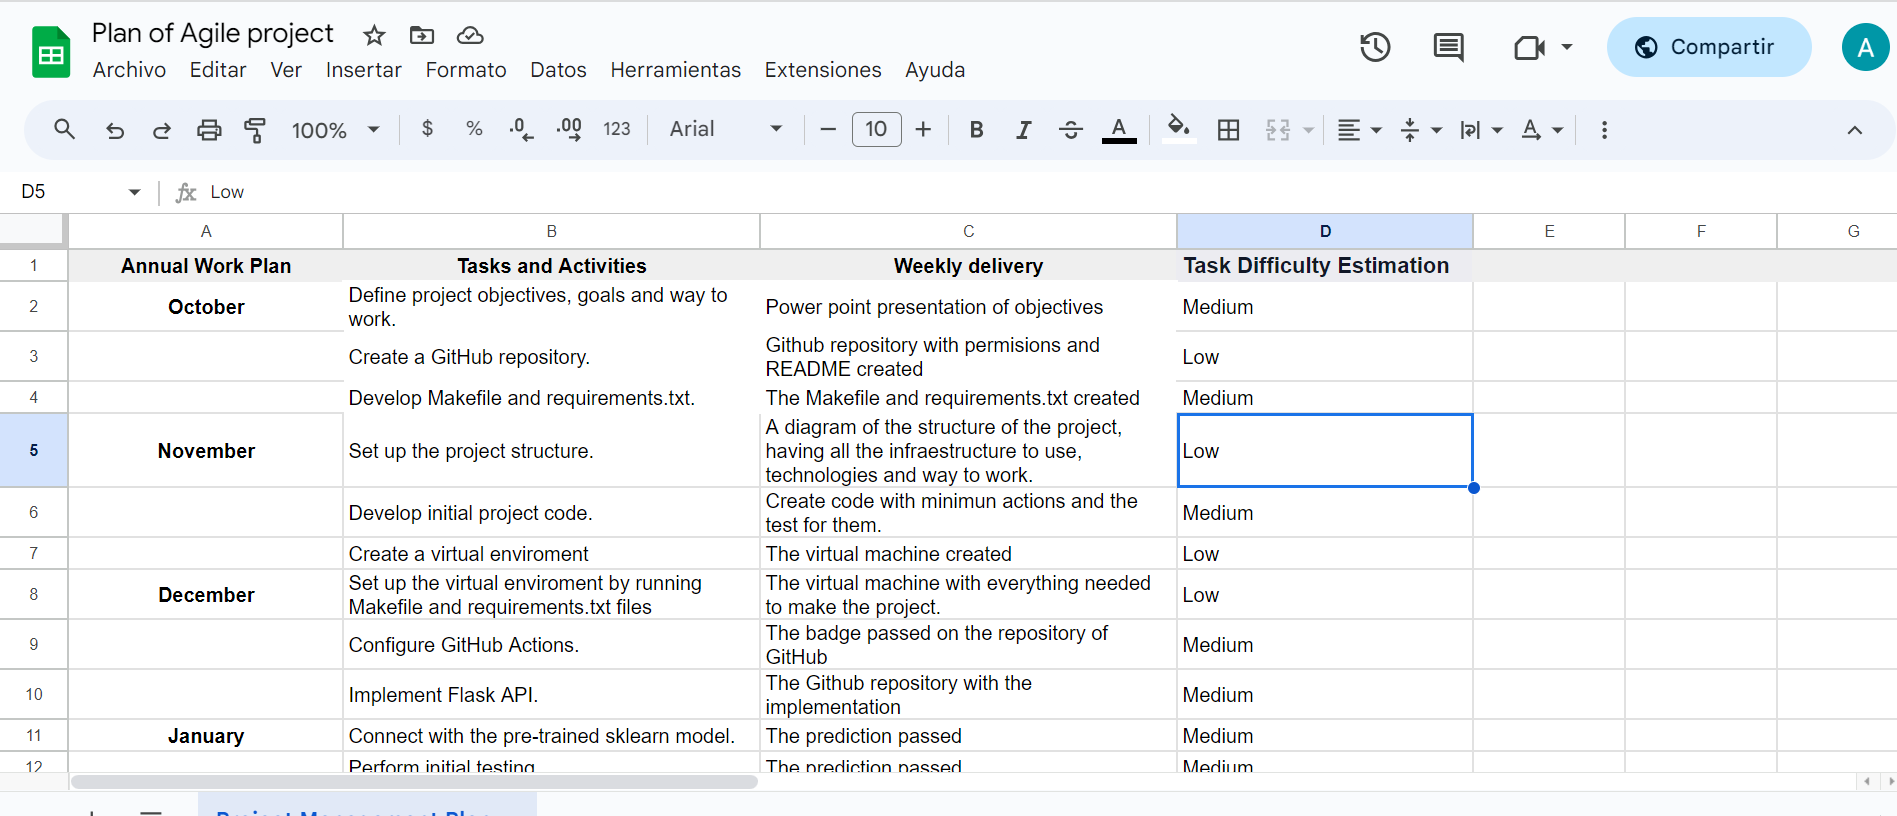 Plan of Agile project
Archivo Editar Ver Insertar Formato Datos Herramientas Extensiones Ayuda
Compartir
A
100% $ % .0 .00 123 Arial 10 B I S A A
D5 fx Low
A B C D E F G
1 Annual Work Plan Tasks and Activities Weekly delivery Task Difficulty Estimation
2 October Define project objectives, goals and way to
work. Power point presentation of objectives Medium
3 Create a GitHub repository. Github repository with permisions and
README created Low
4 Develop Makefile and requirements.txt. The Makefile and requirements.txt created Medium
5 November Set up the project structure. A diagram of the structure of the project,
having all the infraestructure to use,
technologies and way to work. Low
6 Develop initial project code. Create code with minimun actions and the
test for them. Medium
7 Create a virtual enviroment The virtual machine created Low
8 December Set up the virtual enviroment by running
Makefile and requirements.txt files The virtual machine with everything needed
to make the project. Low
9 Configure GitHub Actions. The badge passed on the repository of
GitHub Medium
10 Implement Flask API. The Github repository with the
implementation Medium
11 January Connect with the pre-trained sklearn model. The prediction passed Medium
12 Perform initial testing The prediction passed Medium
Project Management Plan